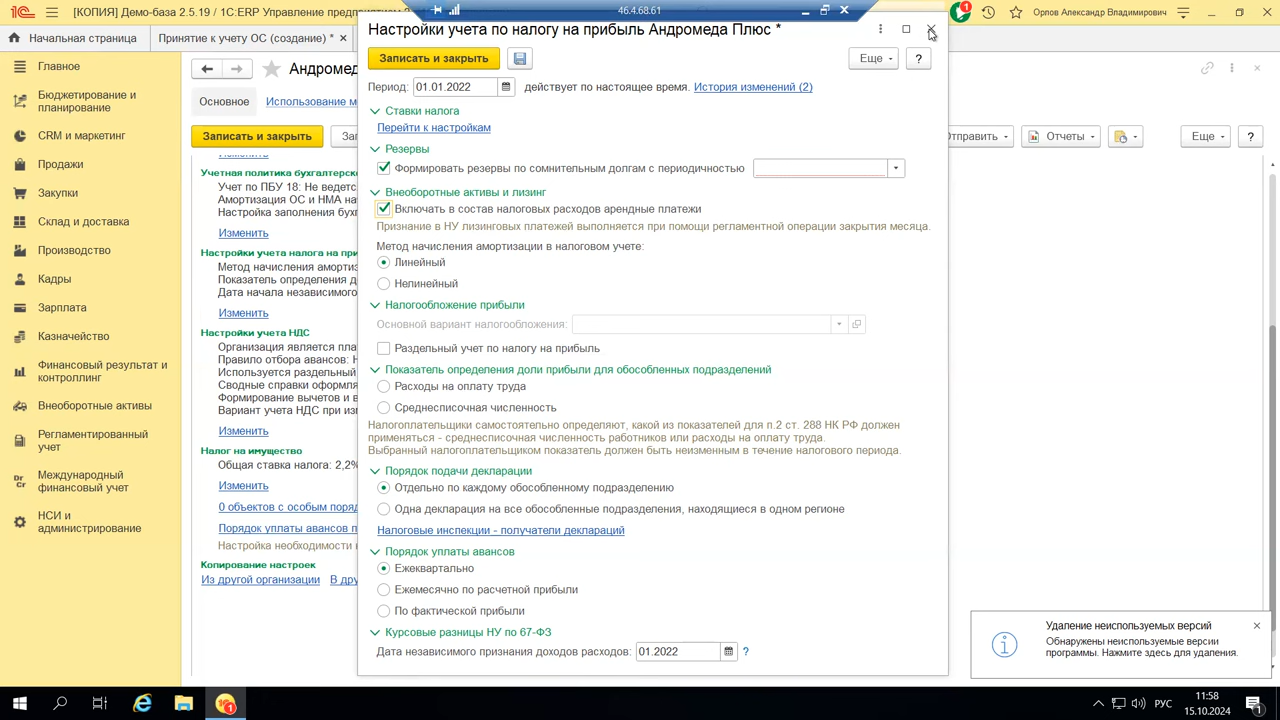 [КОПИЯ] Демо-база 2.5.19 / 1С:ERP Управление
46.4.68.61
1
Орлов Александр Владимирович
Начальная страница
Принятие к учету ОС (создание) *
Главное
Бюджетирование и
планирование
CRM и маркетинг
Продажи
Закупки
Склад и доставка
Производство
Кадры
Зарплата
Казначейство
Финансовый результат и
контроллинг
Внеоборотные активы
Регламентированный
учет
Международный
финансовый учет
НСИ и
администрирование
Андромед
Основное
Использование м
Записать и закрыть
Отчеты
Еще
?
Изменить
Учет по ПБУ 18: Не ведетс
Амортизация ОС и НМА на
Настройка заполнения бух
Изменить
Настройки учета налога на при
Метод начисления амортиз
Показатель определения д
Дата начала независимого
Изменить
Настройки учета НДС
Организация является пла
Правило отбора авансов: Н
Используется раздельный
Сводные справки оформля
Формирование вычетов и в
Вариант учета НДС при из
Изменить
Налог на имущество
Общая ставка налога: 2,2%
Изменить
0 объектов с особым поряд
Порядок уплаты авансов п
Настройка необходимости
Копирование настроек
Из другой организации В дру
Настройки учета по налогу на прибыль Андромеда Плюс *
Записать и закрыть
Еще
?
Период: 01.01.2022 действует по настоящее время. История изменений (2)
Ставки налога
Перейти к настройкам
Резервы
Формировать резервы по сомнительным долгам с периодичностью
Внеоборотные активы и лизинг
Включать в состав налоговых расходов арендные платежи
Признание в НУ лизинговых платежей выполняется при помощи регламентной операции закрытия месяца.
Метод начисления амортизации в налоговом учете:
Линейный
Нелинейный
Налогообложение прибыли
Основной вариант налогообложения:
Раздельный учет по налогу на прибыль
Показатель определения доли прибыли для обособленных подразделений
Расходы на оплату труда
Среднесписочная численность
Налогоплательщики самостоятельно определяют, какой из показателей для п.2 ст. 288 НК РФ должен
применяться - среднесписочная численность работников или расходы на оплату труда.
Выбранный налогоплательщиком показатель должен быть неизменным в течение налогового периода.
Порядок подачи декларации
Отдельно по каждому обособленному подразделению
Одна декларация на все обособленные подразделения, находящиеся в одном регионе
Налоговые инспекции - получатели деклараций
Порядок уплаты авансов
Ежеквартально
Ежемесячно по расчетной прибыли
По фактической прибыли
Курсовые разницы НУ по 67-ФЗ
Дата независимого признания доходов расходов: 01.2022 ?
Удаление неиспользуемых версий
Обнаружены неиспользуемые версии
программы. Нажмите здесь для удаления.
РУС
11:58
15.10.2024